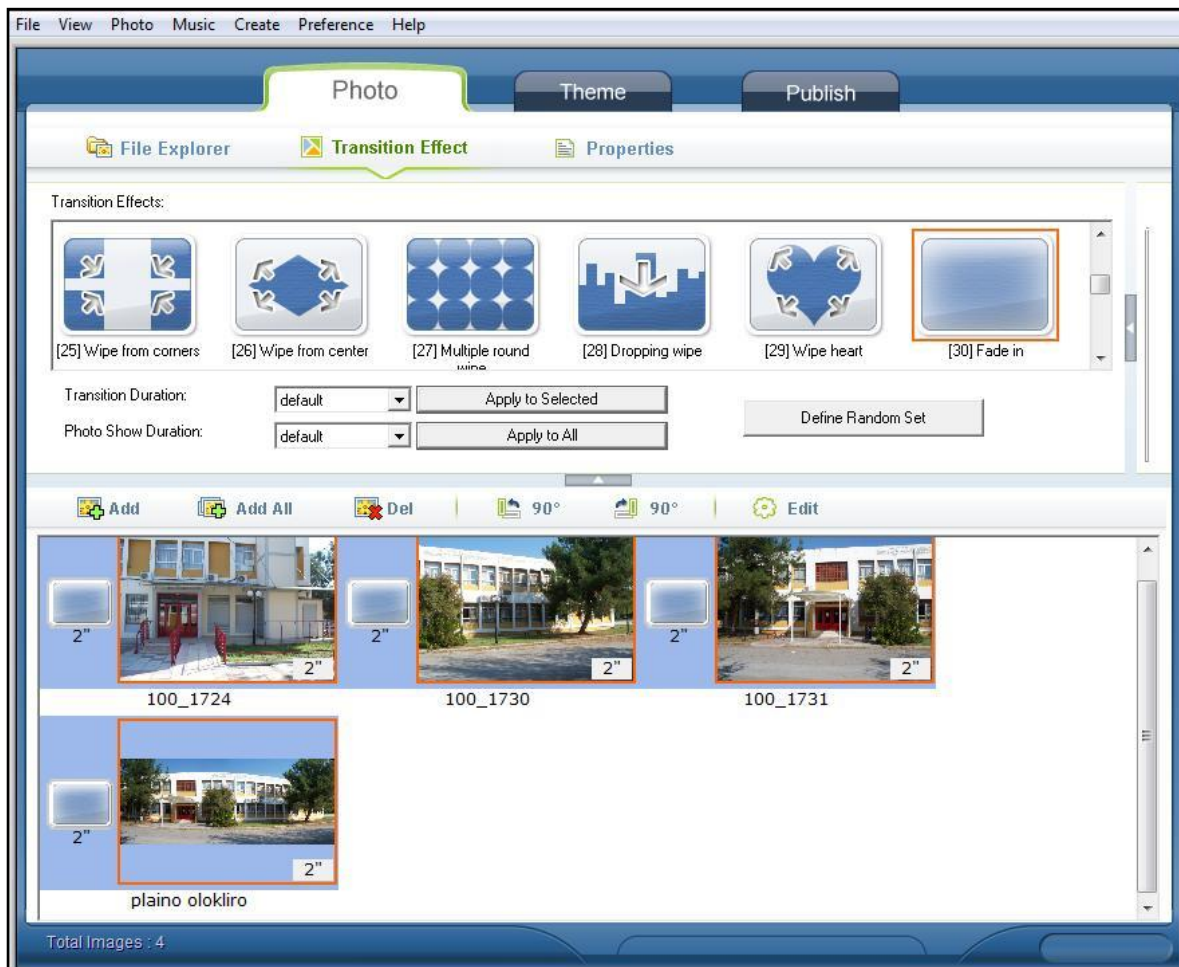 File View Photo Music Create Preference Help
Photo Theme Publish
File Explorer Transition Effect Properties
Transition Effects:
[25] Wipe from corners [26] Wipe from center [27] Multiple round wipe [28] Dropping wipe [29] Wipe heart [30] Fade in
Transition Duration: default Apply to Selected
Define Random Set
Photo Show Duration: default Apply to All
Add Add All Del 90° 90° Edit
2" 2" 2" 2" 2" 2"
100_1724 100_1730 100_1731
2" 2"
plaino olokliro
Total Images : 4